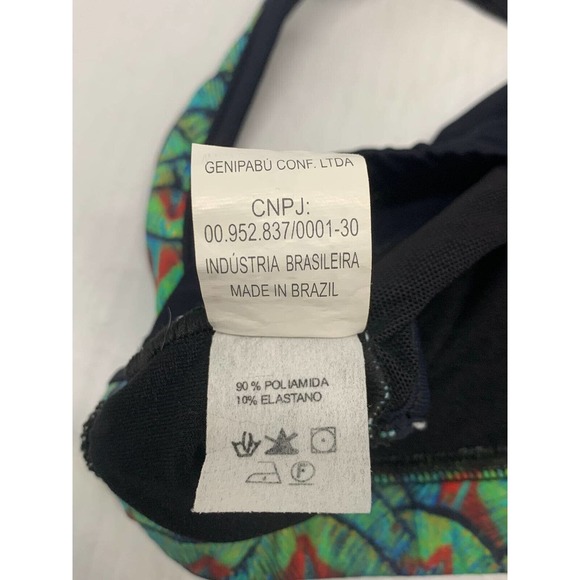 GENIPABÚ CONF. LTDA
CNPJ:
00.952.837/0001-30
INDÚSTRIA BRASILEIRA
MADE IN BRAZIL
90 % POLIAMIDA
10% ELASTANO
F